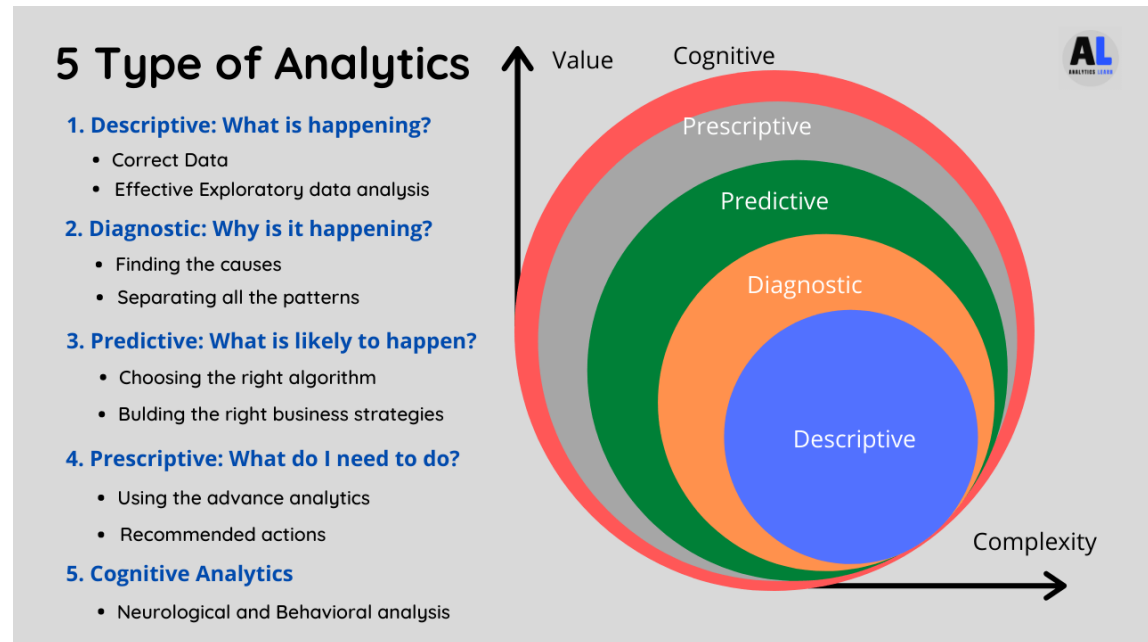 5 Type of Analytics
1. Descriptive: What is happening?
• Correct Data
• Effective Exploratory data analysis
2. Diagnostic: Why is it happening?
• Finding the causes
• Separating all the patterns
3. Predictive: What is likely to happen?
• Choosing the right algorithm
• Bulding the right business strategies
4. Prescriptive: What do I need to do?
• Using the advance analytics
• Recommended actions
5. Cognitive Analytics
• Neurological and Behavioral analysis
Value
Cognitive
Prescriptive
Predictive
Diagnostic
Descriptive
Complexity
AL
ANALYTICS LEARN